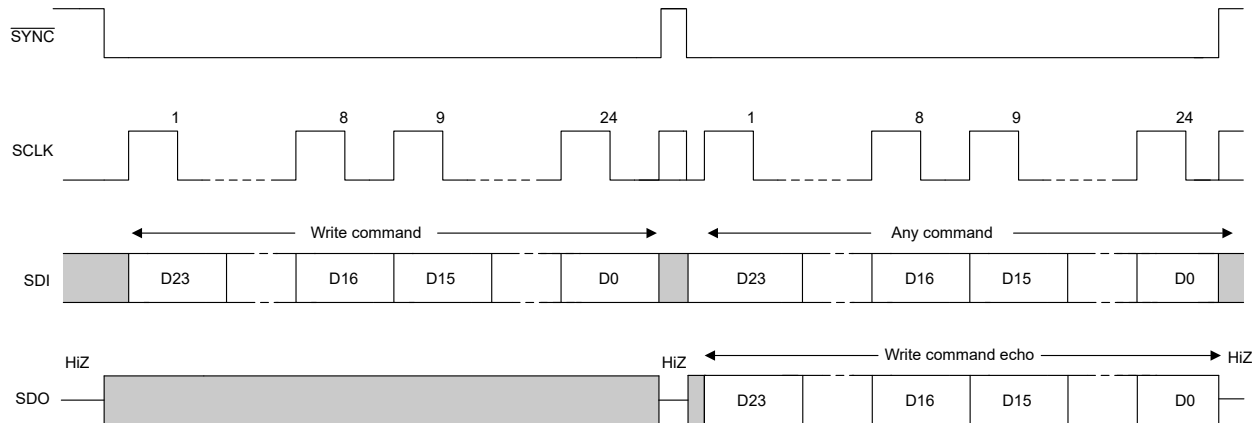 SYNC
1 8 9 24 1 8 9 24
SCLK
Write command Any command
SDI D23 D16 D15 D0 D23 D16 D15 D0
HiZ HiZ Write command echo HiZ
SDO D23 D16 D15 D0